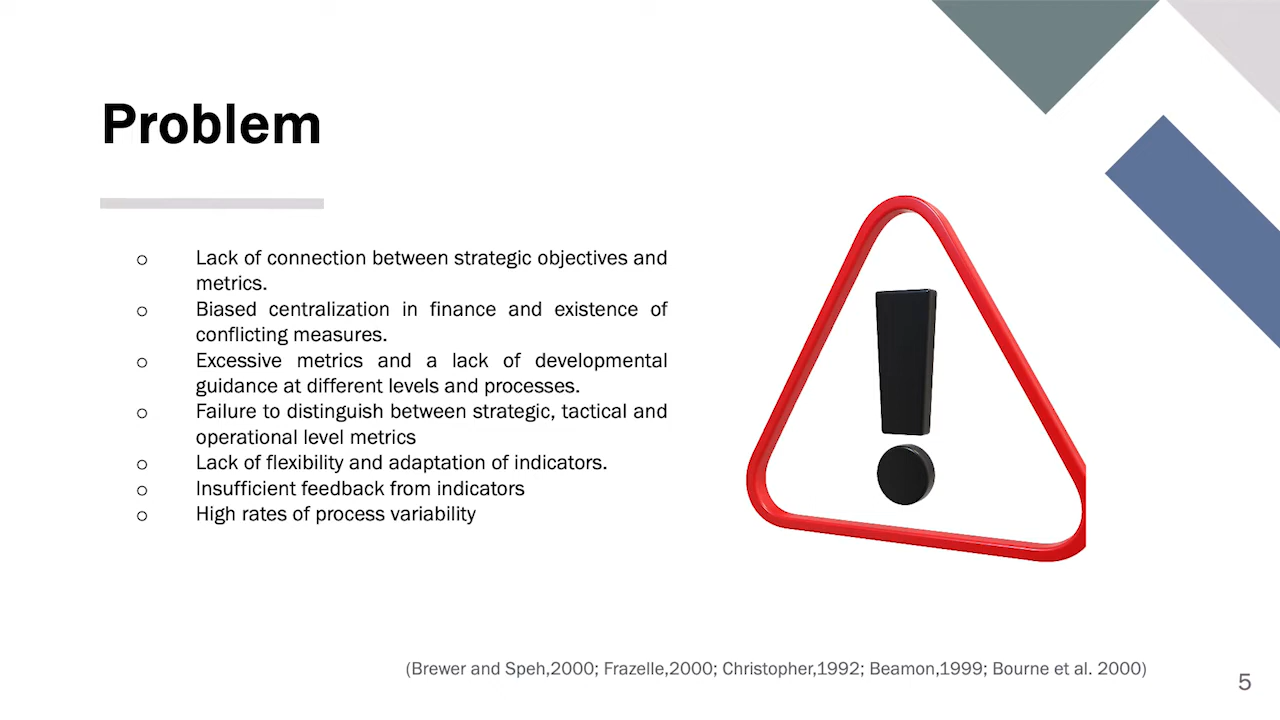 Problem
o Lack of connection between strategic objectives and
metrics.
o Biased centralization in finance and existence of
conflicting measures.
o Excessive metrics and a lack of developmental
guidance at different levels and processes.
o Failure to distinguish between strategic, tactical and
operational level metrics
o Lack of flexibility and adaptation of indicators.
o Insufficient feedback from indicators
o High rates of process variability
(Brewer and Speh,2000; Frazelle,2000; Christopher,1992; Beamon,1999; Bourne et al. 2000)
5